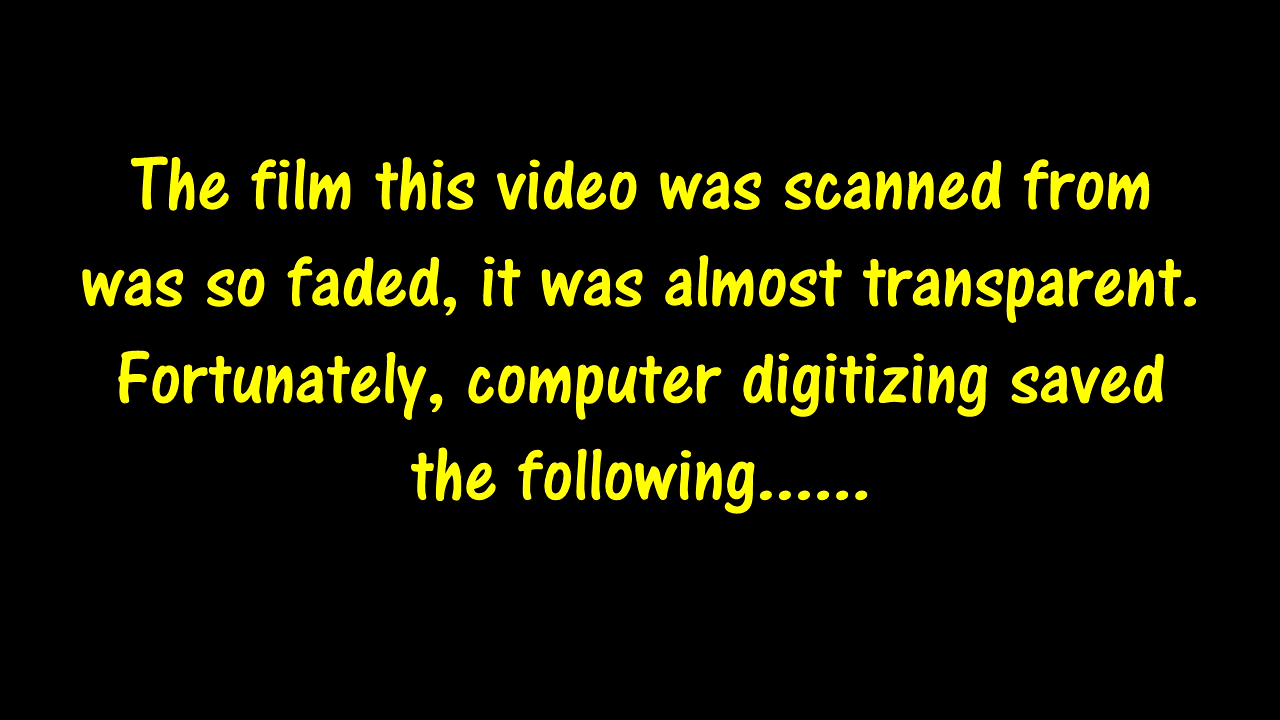 The film this video was scanned from
was so faded, it was almost transparent.
Fortunately, computer digitizing saved
the following......